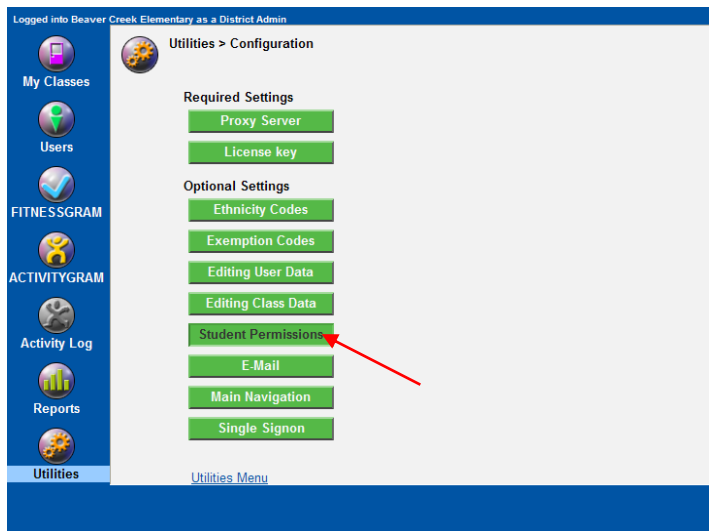 Logged into Beaver Creek Elementary as a District Admin
My Classes
Users
FITNESSGRAM
ACTIVITYGRAM
Activity Log
Reports
Utilities
Utilities > Configuration
Required Settings
Proxy Server
License key
Optional Settings
Ethnicity Codes
Exemption Codes
Editing User Data
Editing Class Data
Student Permissions
E-Mail
Main Navigation
Single Signon
Utilities Menu